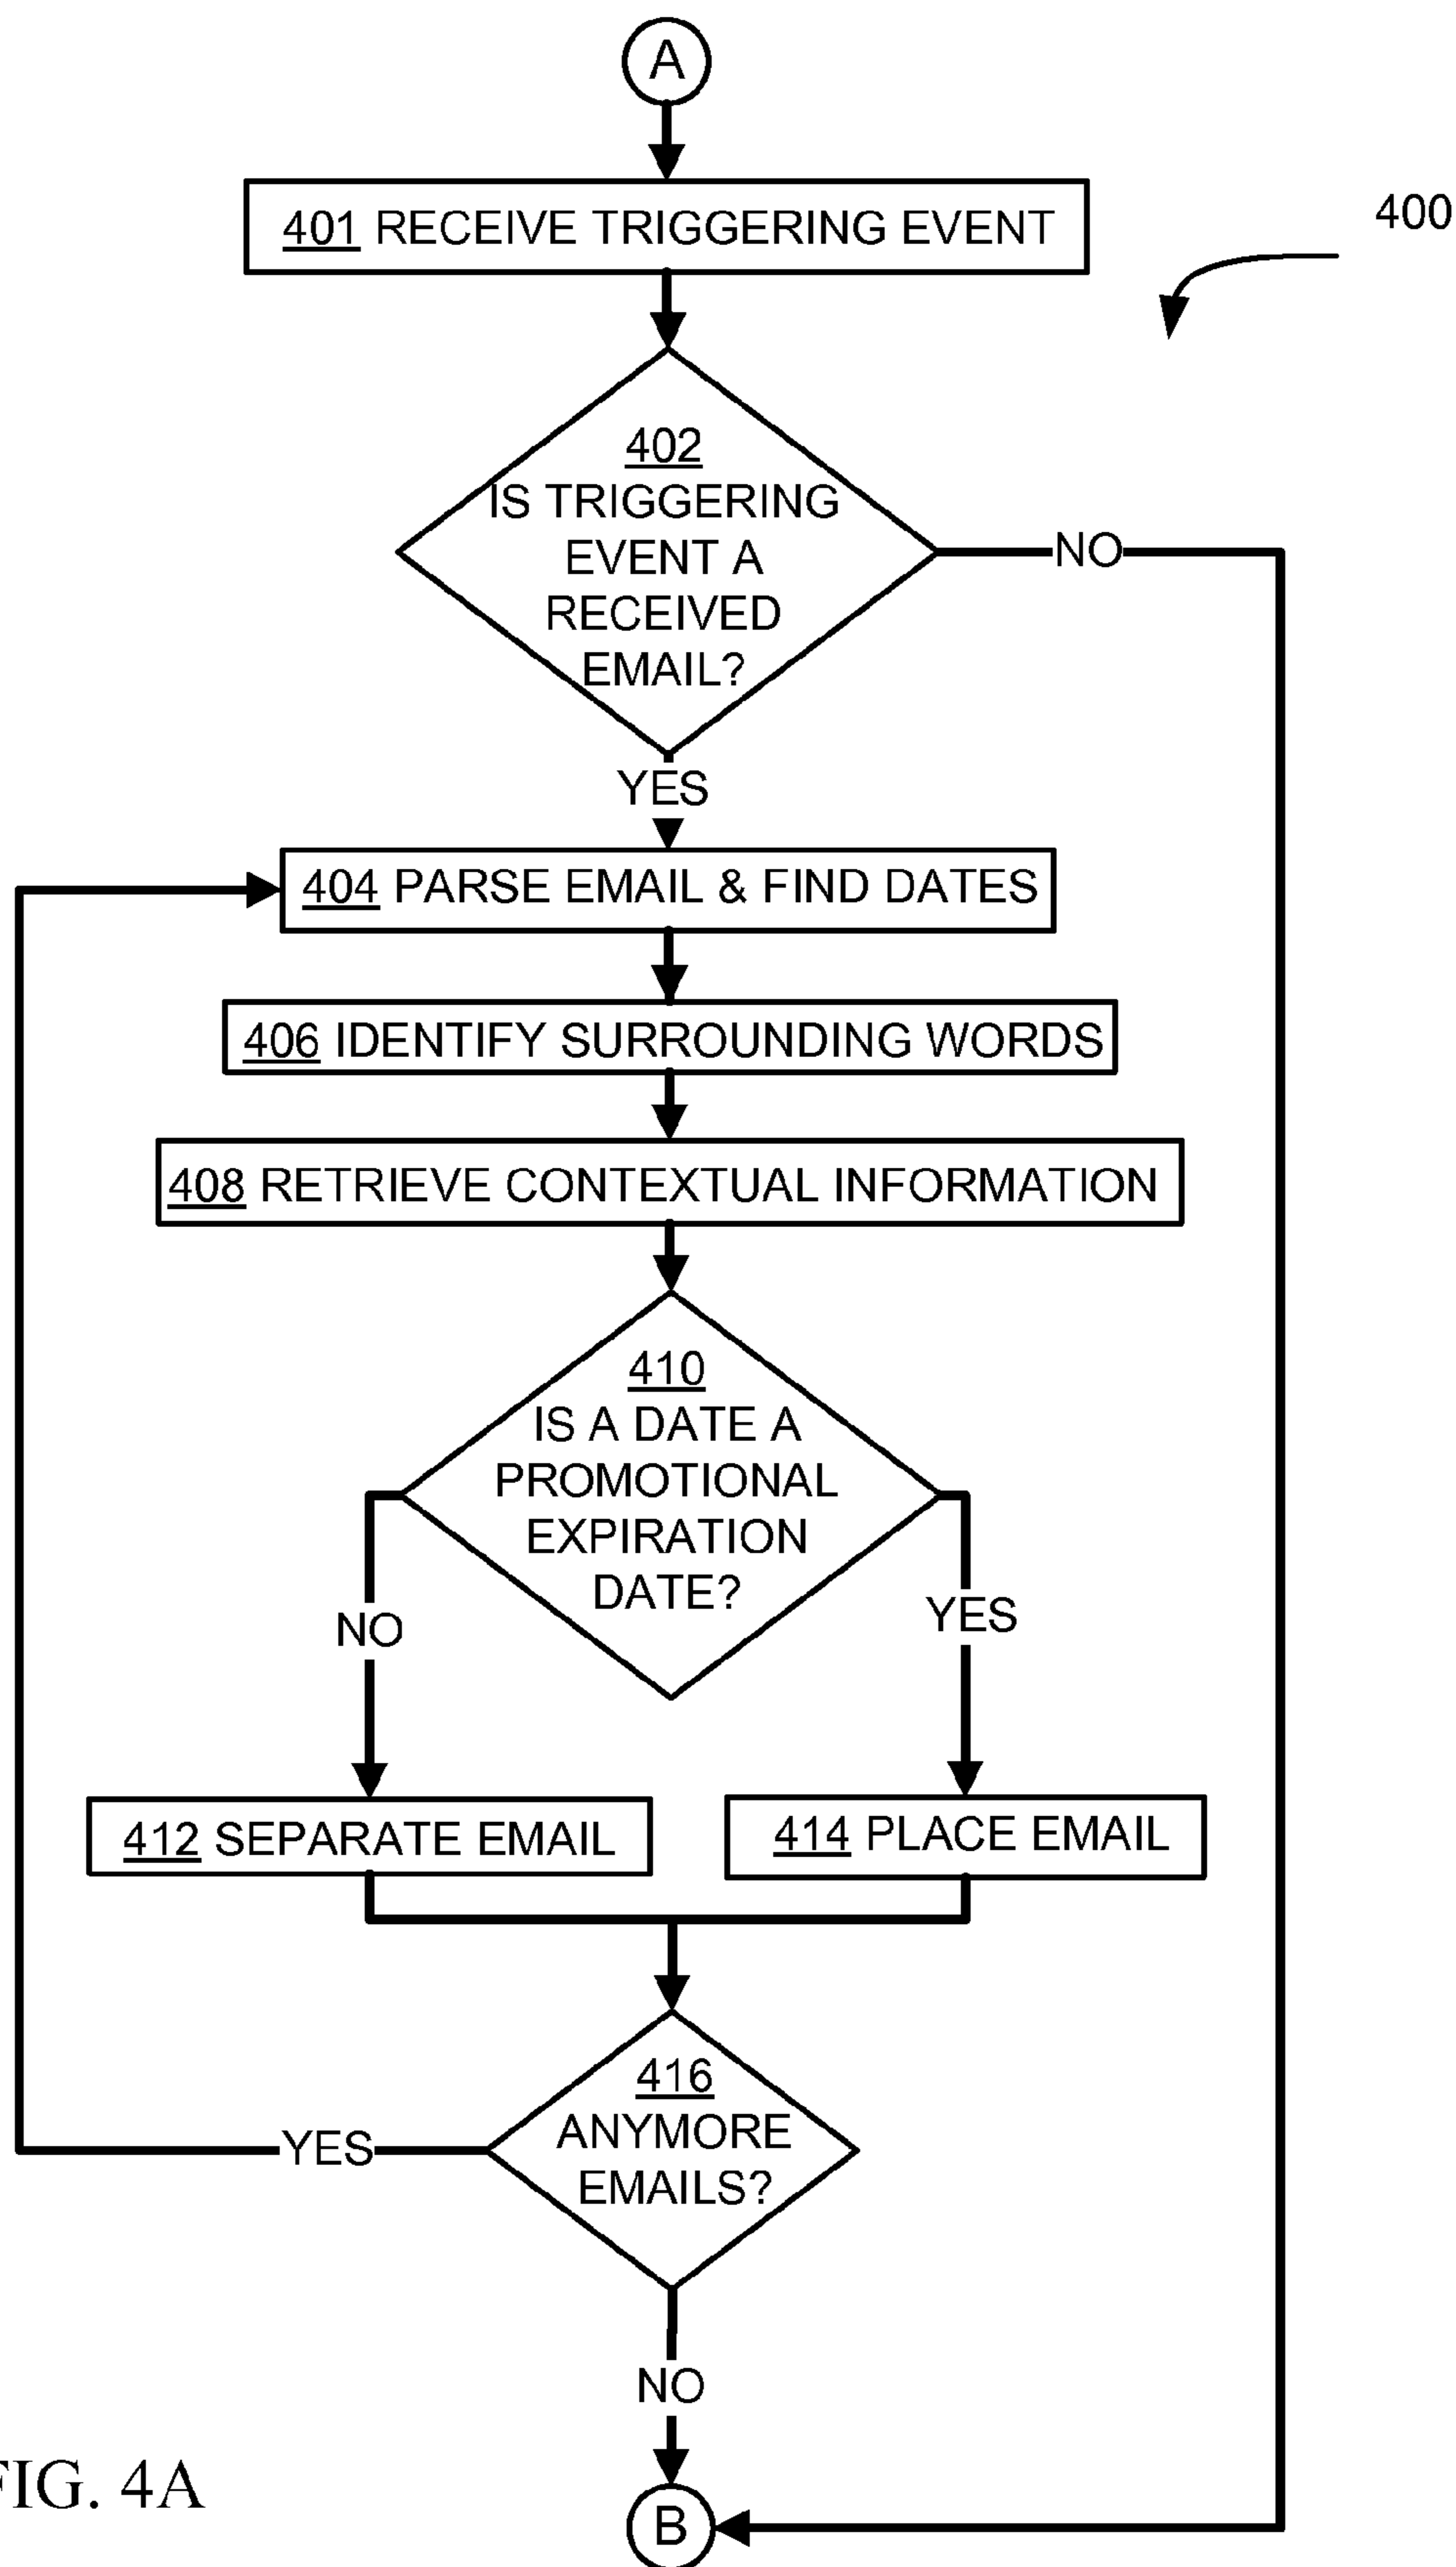 A
401 RECEIVE TRIGGERING EVENT
400
402
IS TRIGGERING
EVENT A
RECEIVED
EMAIL?
NO
YES
404 PARSE EMAIL & FIND DATES
406 IDENTIFY SURROUNDING WORDS
408 RETRIEVE CONTEXTUAL INFORMATION
410
IS A DATE A
PROMOTIONAL
EXPIRATION
DATE?
NO
YES
412 SEPARATE EMAIL
414 PLACE EMAIL
416
ANYMORE
EMAILS?
YES
NO
FIG. 4A
B